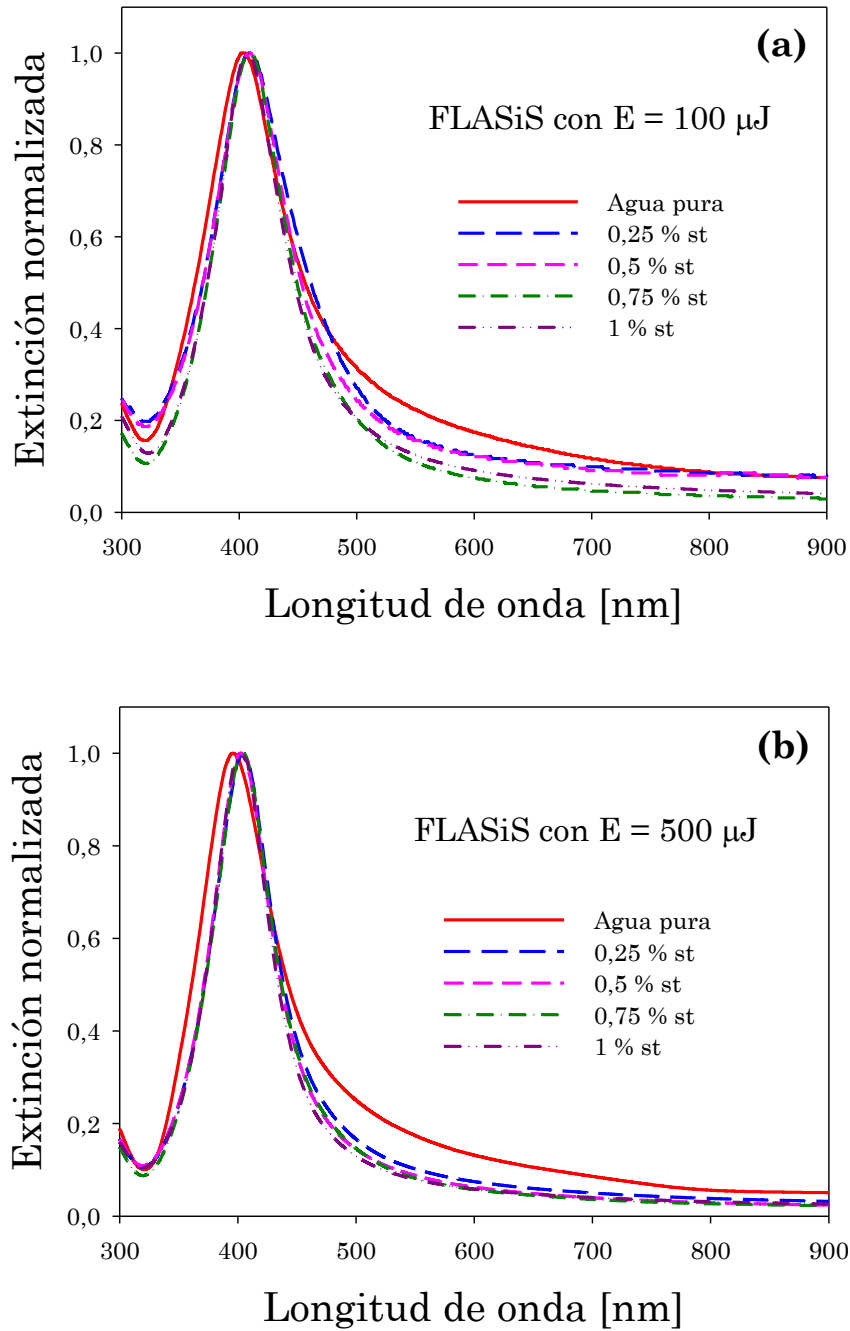 (a)
FLASiS con E = 100 μJ
Extinción normalizada
1,0
0,8
0,6
0,4
0,2
0,0
Agua pura
0,25 % st
0,5 % st
0,75 % st
1 % st
300 400 500 600 700 800 900
Longitud de onda [nm]
(b)
FLASiS con E = 500 μJ
Extinción normalizada
1,0
0,8
0,6
0,4
0,2
0,0
Agua pura
0,25 % st
0,5 % st
0,75 % st
1 % st
300 400 500 600 700 800 900
Longitud de onda [nm]